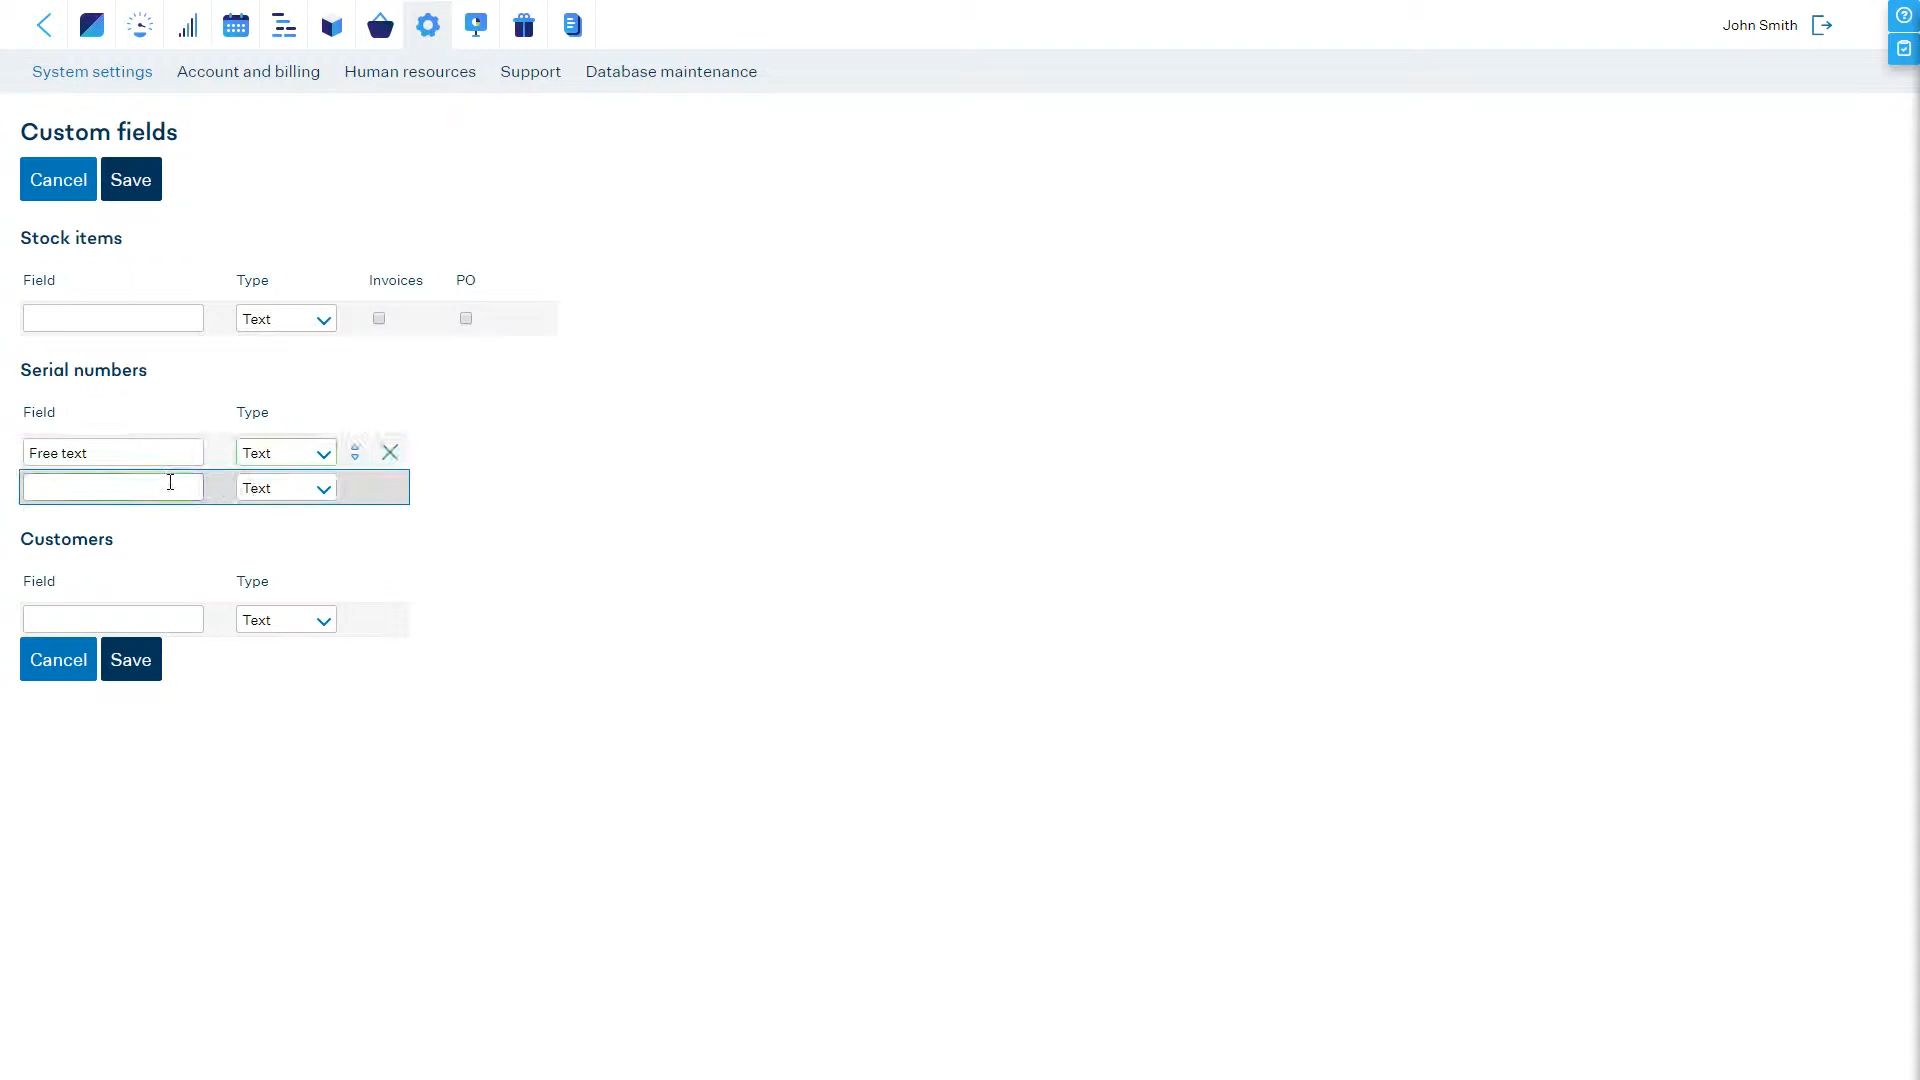 John Smith
System settings Account and billing Human resources Support Database maintenance
Custom fields
Cancel Save
Stock items
Field Type Invoices PO
Text
Serial numbers
Field Type
Free text Text
Text
Customers
Field Type
Text
Cancel Save